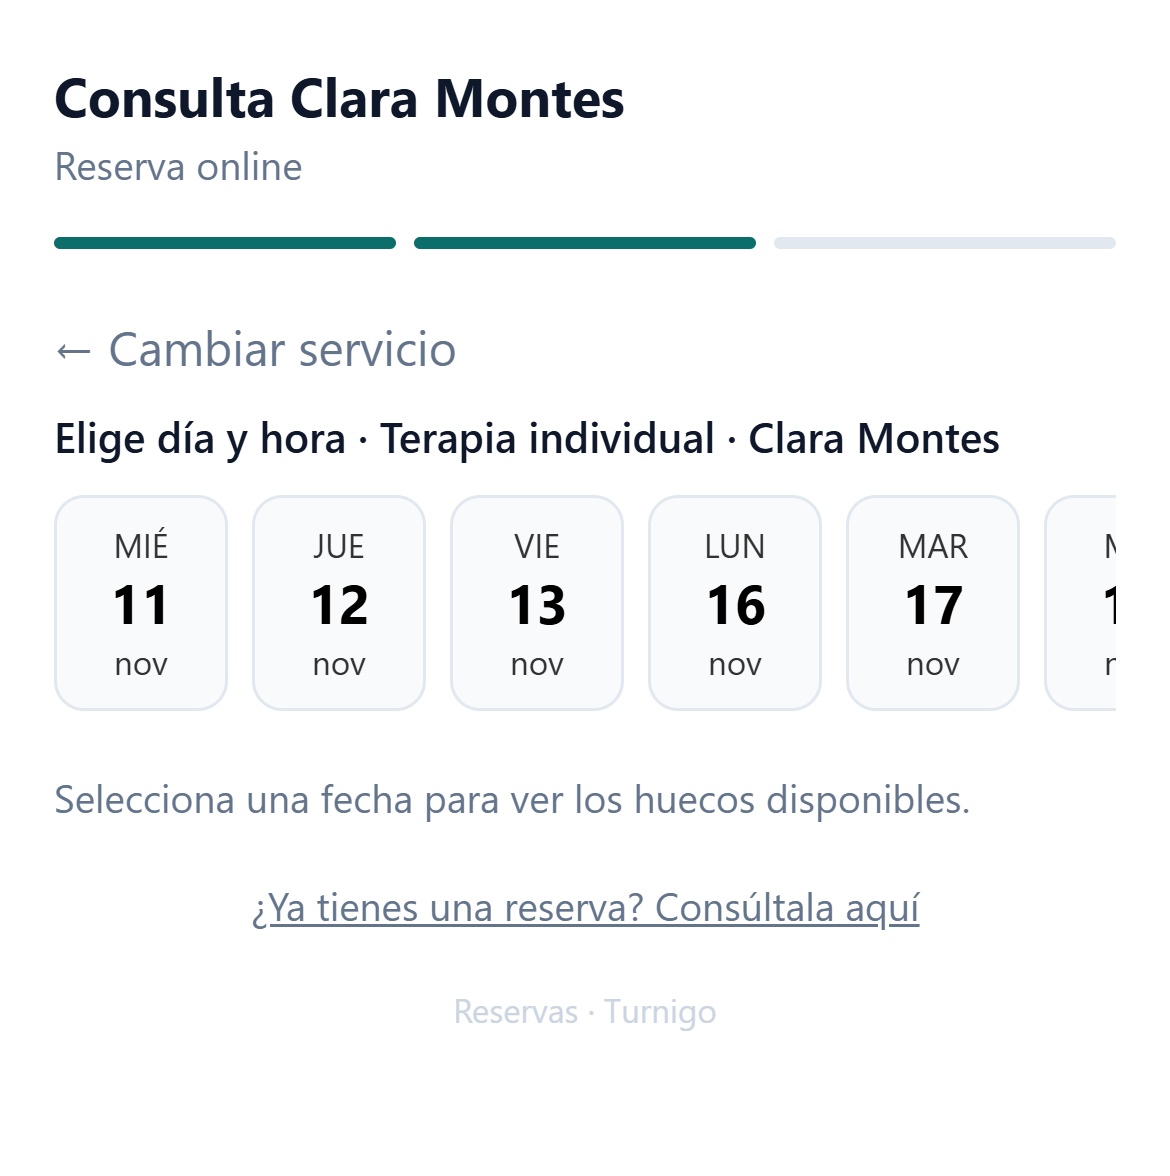 Consulta Clara Montes
Reserva online
← Cambiar servicio
Elige día y hora · Terapia individual · Clara Montes
MIÉ JUE VIE LUN MAR
11 12 13 16 17
nov nov nov nov nov
Selecciona una fecha para ver los huecos disponibles.
¿Ya tienes una reserva? Consúltala aquí
Reservas · Turnigo